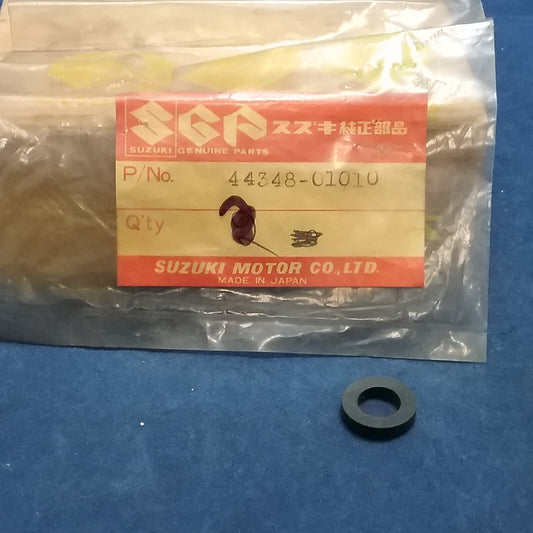 SGP スズキ純正部品
SUZUKI GENUINE PARTS
P/No. 44348-01010
Q'ty
SUZUKI MOTOR CO., LTD.
MADE IN JAPAN